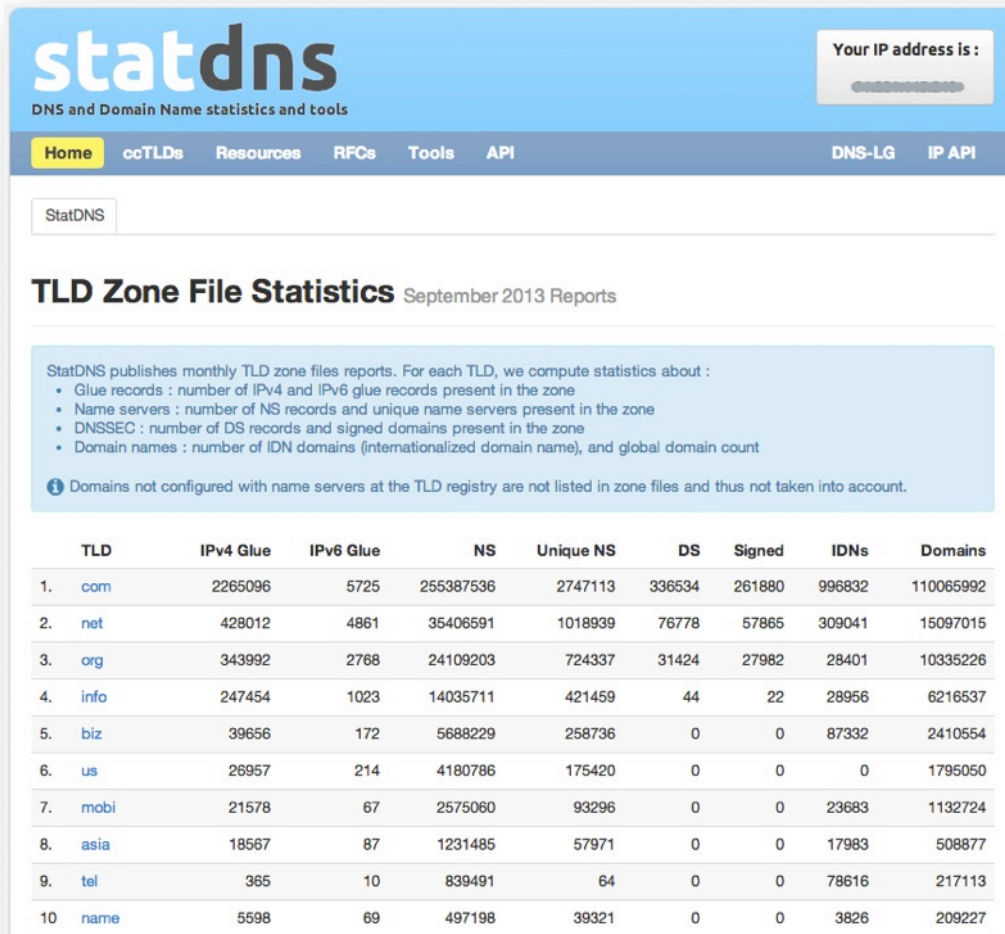 statdns
DNS and Domain Name statistics and tools
Your IP address is :
Home ccTLDs Resources RFCs Tools API DNS-LG IP API
StatDNS
TLD Zone File Statistics September 2013 Reports
StatDNS publishes monthly TLD zone files reports. For each TLD, we compute statistics about :
• Glue records : number of IPv4 and IPv6 glue records present in the zone
• Name servers : number of NS records and unique name servers present in the zone
• DNSSEC : number of DS records and signed domains present in the zone
• Domain names : number of IDN domains (internationalized domain name), and global domain count
Domains not configured with name servers at the TLD registry are not listed in zone files and thus not taken into account.
TLD IPv4 Glue IPv6 Glue NS Unique NS DS Signed IDNs Domains
1. com 2265096 5725 255387536 2747113 336534 261880 996832 110065992
2. net 428012 4861 35406591 1018939 76778 57865 309041 15097015
3. org 343992 2768 24109203 724337 31424 27982 28401 10335226
4. info 247454 1023 14035711 421459 44 22 28956 6216537
5. biz 39656 172 5688229 258736 0 0 87332 2410554
6. us 26957 214 4180786 175420 0 0 0 1795050
7. mobi 21578 67 2575060 93296 0 0 23683 1132724
8. asia 18567 87 1231485 57971 0 0 17983 508877
9. tel 365 10 839491 64 0 0 78616 217113
10 name 5598 69 497198 39321 0 0 3826 209227